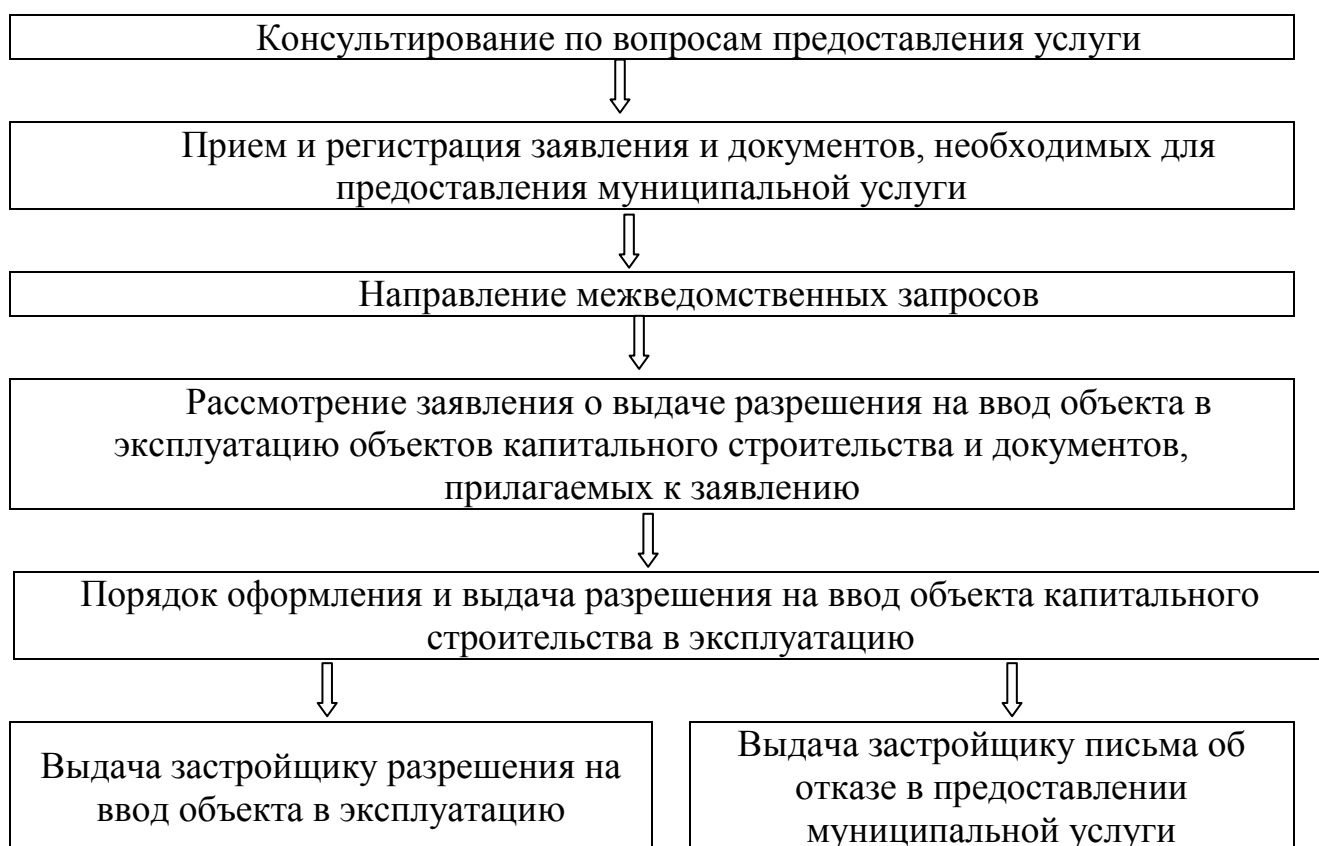 Консультирование по вопросам предоставления услуги
Прием и регистрация заявления и документов, необходимых для
предоставления муниципальной услуги
Направление межведомственных запросов
Рассмотрение заявления о выдаче разрешения на ввод объекта в
эксплуатацию объектов капитального строительства и документов,
прилагаемых к заявлению
Порядок оформления и выдача разрешения на ввод объекта капитального
строительства в эксплуатацию
Выдача застройщику разрешения на
ввод объекта в эксплуатацию
Выдача застройщику письма об
отказе в предоставлении
муниципальной услуги